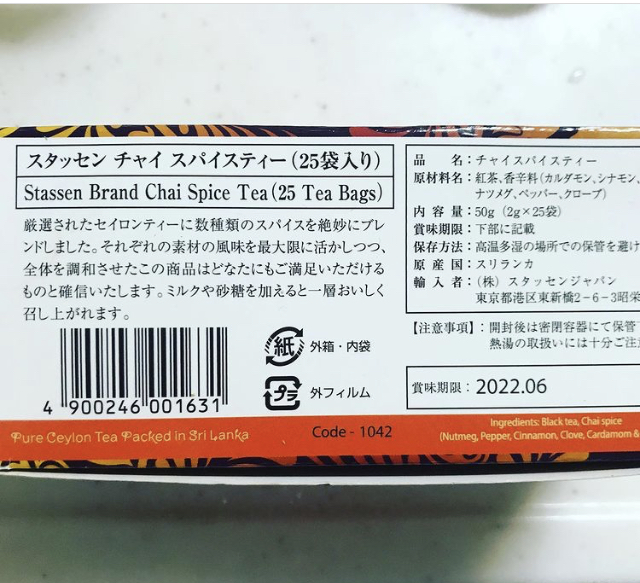 スタッセン チャイ スパイスティー(25袋入り)
Stassen Brand Chai Spice Tea(25 Tea Bags)
厳選されたセイロンティーに数種類のスパイスを絶妙にブレ
ンドしました。それぞれの素材の風味を最大限に活かしつつ、
全体を調和させたこの商品はどなたにもご満足いただける
ものと確信いたします。ミルクや砂糖を加えると一層おいしく
召し上がれます。
4 900246 001631
紙 外箱・内袋
プラ 外フィルム
品 名:チャイスパイスティー
原材料名:紅茶、香辛料(カルダモン、シナモン、
ナツメグ、ペッパー、クローブ)
内 容 量:50g (2g×25袋)
賞味期限:下部に記載
保存方法:高温多湿の場所での保管を避け
原 産 国:スリランカ
輸 入 者:(株) スタッセンジャパン
東京都港区東新橋2-6-3昭栄
【注意事項】:開封後は密閉容器にて保管
熱湯の取扱いには十分ご注
賞味期限:2022.06
Pure Ceylon Tea Packed in Sri Lanka
Code - 1042
Ingredients: Black tea, Chai spice
(Nutmeg, Pepper, Cinnamon, Clove, Cardamom &